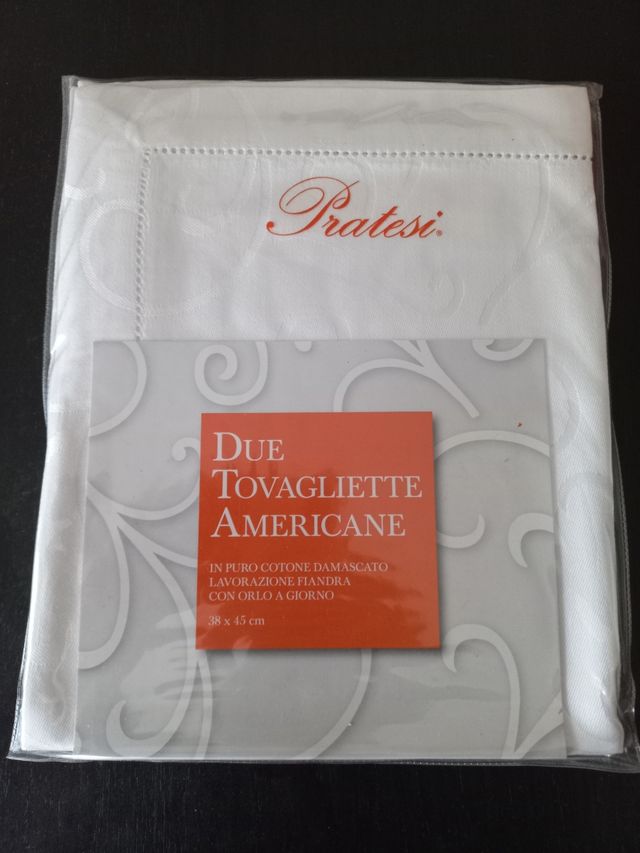 Pratesi®
DUE
TOVAGLIETTE
AMERICANE
IN PURO COTONE DAMASCATO
LAVORAZIONE FIANDRA
CON ORLO A GIORNO
38 x 45 cm